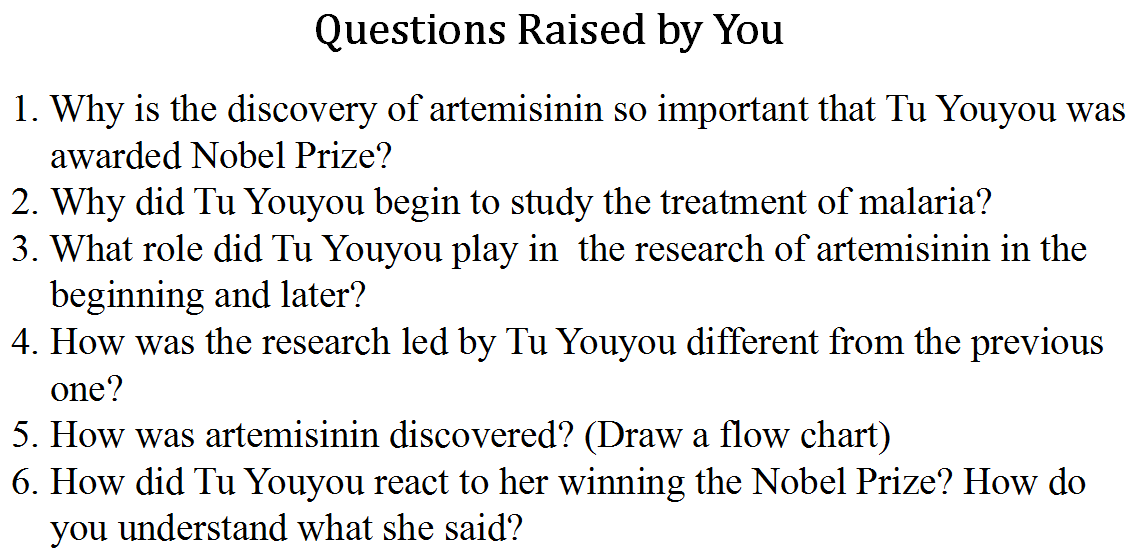 Questions Raised by You
1. Why is the discovery of artemisinin so important that Tu Youyou was
awarded Nobel Prize?
2. Why did Tu Youyou begin to study the treatment of malaria?
3. What role did Tu Youyou play in  the research of artemisinin in the
beginning and later?
4. How was the research led by Tu Youyou different from the previous
one?
5. How was artemisinin discovered? (Draw a flow chart)
6. How did Tu Youyou react to her winning the Nobel Prize? How do
you understand what she said?